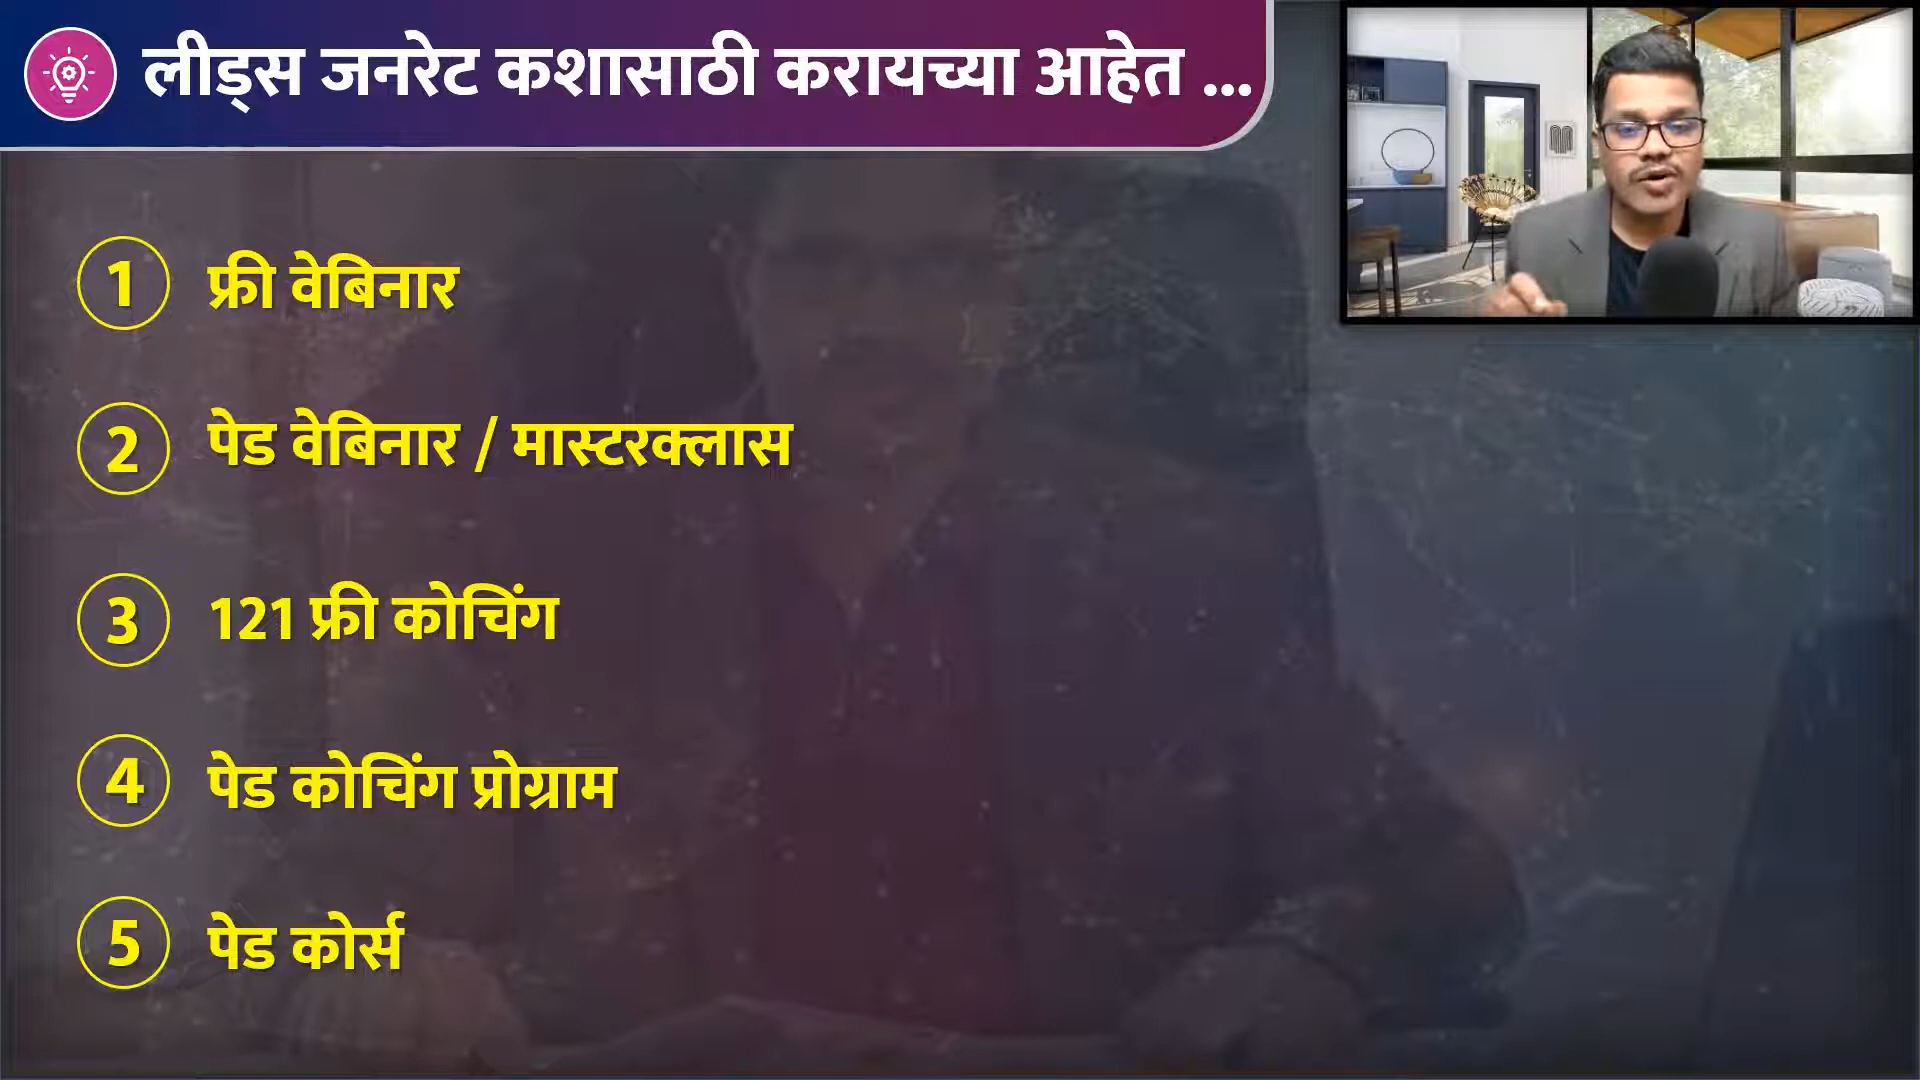 लीड्स जनरेट कशासाठी करायच्या आहेत ...
1 फ्री वेबिनार
2 पेड वेबिनार / मास्टरक्लास
3 121 फ्री कोचिंग
4 पेड कोचिंग प्रोग्राम
5 पेड कोर्स